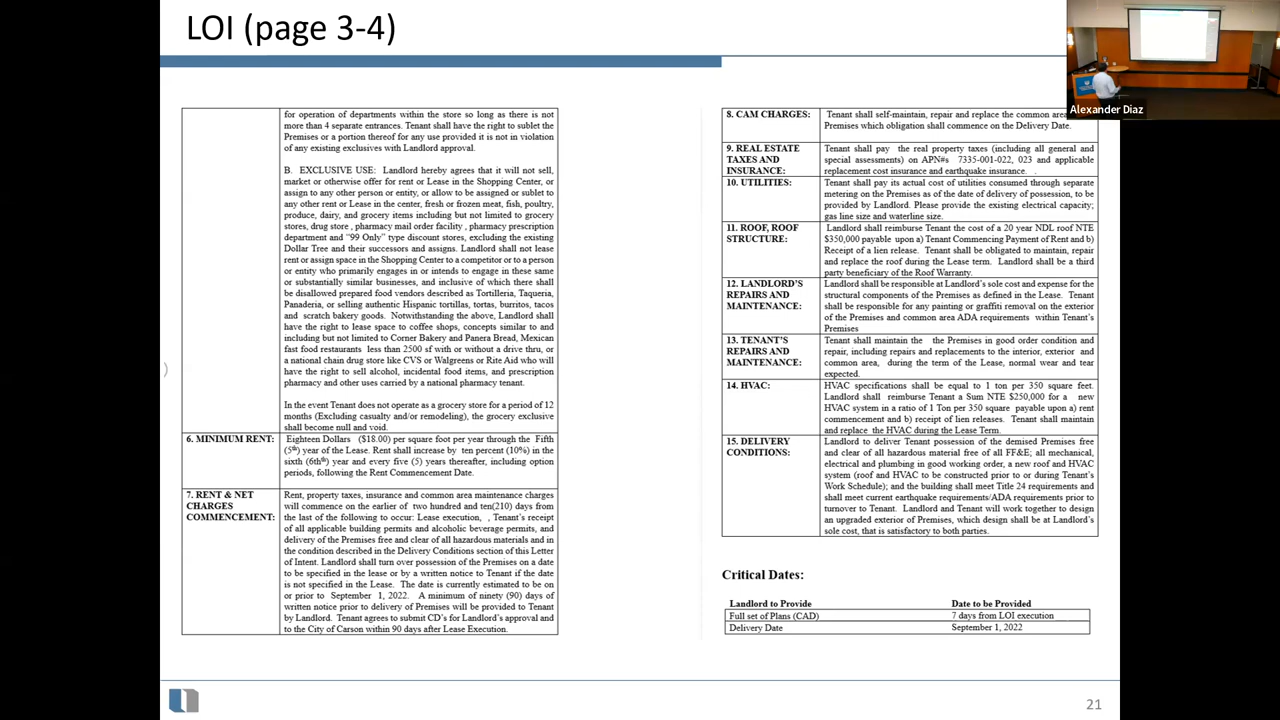 LOI (page 3-4)
for operation of departments within the store so long as there is
not more than 4 separate entrances. Tenant shall have the right to sublet the
Premises or a portion thereof for any use provided it is not in violation
of any existing exclusives with Landlord approval.
B. EXCLUSIVE USE: Landlord hereby agrees that it will not sell,
market or otherwise offer for rent or Lease in the Shopping Center, or
assign to any other person or entity, or allow to be assigned or sublet to
any other rent or Lease in the center, fresh or frozen meat, fish, poultry,
produce, dairy, and grocery items including but not limited to grocery
stores, drug store , pharmacy mail order facility , pharmacy prescription
department and "99 Only" type discount stores, excluding the existing
Dollar Tree and their successors and assigns. Landlord shall not lease
rent or assign space in the Shopping Center to a competitor or to a person
or entity who primarily engages in or intends to engage in these same
or substantially similar businesses, and inclusive of which there shall
be disallowed prepared food vendors described as Tortilleria, Taqueria,
Panaderia, or selling authentic Hispanic tortillas, tortas, burritos, tacos
and scratch bakery goods. Notwithstanding the above, Landlord shall
have the right to lease space to coffee shops, concepts similar to and
including but not limited to Corner Bakery and Panera Bread, Mexican
fast food restaurants less than 2500 sf with or without a drive thru, or
a national chain drug store like CVS or Walgreens or Rite Aid who will
have the right to sell alcohol, incidental food items, and prescription
pharmacy and other uses carried by a national pharmacy tenant.
In the event Tenant does not operate as a grocery store for a period of 12
months (Excluding casualty and/or remodeling), the grocery exclusive
shall become null and void.
6. MINIMUM RENT: Eighteen Dollars ($18.00) per square foot per year through the Fifth
(5th) year of the Lease. Rent shall increase by ten percent (10%) in the
sixth (6th) year and every five (5) years thereafter, including option
periods, following the Rent Commencement Date.
7. RENT & NET Rent, property taxes, insurance and common area maintenance charges
CHARGES will commence on the earlier of two hundred and ten(210) days from
COMMENCEMENT: the last of the following to occur: Lease execution, , Tenant's receipt
of all applicable building permits and alcoholic beverage permits, and
delivery of the Premises free and clear of all hazardous materials and in
the condition described in the Delivery Conditions section of this Letter
of Intent. Landlord shall turn over possession of the Premises on a date
to be specified in the lease or by a written notice to Tenant if the date
is not specified in the Lease. The date is currently estimated to be on
or prior to September 1, 2022. A minimum of ninety (90) days of
written notice prior to delivery of Premises will be provided to Tenant
by Landlord. Tenant agrees to submit CD's for Landlord's approval and
to the City of Carson within 90 days after Lease Execution.
8. CAM CHARGES: Tenant shall self-maintain, repair and replace the common
Premises which obligation shall commence on the Delivery Date.
9. REAL ESTATE Tenant shall pay the real property taxes (including all general and
TAXES AND special assessments) on APN#s 7335-001-022, 023 and applicable
INSURANCE: replacement cost insurance and earthquake insurance. .
10. UTILITIES: Tenant shall pay its actual cost of utilities consumed through separate
metering on the Premises as of the date of delivery of possession, to be
provided by Landlord. Please provide the existing electrical capacity;
gas line size and waterline size.
11. ROOF, ROOF Landlord shall reimburse Tenant the cost of a 20 year NDL roof NTE
STRUCTURE: $350,000 payable upon a) Tenant Commencing Payment of Rent and b)
Receipt of a lien release. Tenant shall be obligated to maintain, repair
and replace the roof during the Lease term. Landlord shall be a third
party beneficiary of the Roof Warranty.
12. LANDLORD'S Landlord shall be responsible at Landlord's sole cost and expense for the
REPAIRS AND structural components of the Premises as defined in the Lease. Tenant
MAINTENANCE: shall be responsible for any painting or graffiti removal on the exterior
of the Premises and common area ADA requirements within Tenant's
Premises
13. TENANT'S Tenant shall maintain the the Premises in good order condition and
REPAIRS AND repair, including repairs and replacements to the interior, exterior and
MAINTENANCE: common area, during the term of the Lease, normal wear and tear
expected.
14. HVAC: HVAC specifications shall be equal to 1 ton per 350 square feet.
Landlord shall reimburse Tenant a Sum NTE $250,000 for a new
HVAC system in a ratio of 1 Ton per 350 square payable upon a) rent
commencement and b) receipt of lien releases. Tenant shall maintain
and replace the HVAC during the Lease Term.
15. DELIVERY Landlord to deliver Tenant possession of the demised Premises free
CONDITIONS: and clear of all hazardous material free of all FF&E; all mechanical,
electrical and plumbing in good working order, a new roof and HVAC
system (roof and HVAC to be constructed prior to or during Tenant's
Work Schedule); and the building shall meet Title 24 requirements and
shall meet current earthquake requirements/ADA requirements prior to
turnover to Tenant. Landlord and Tenant will work together to design
an upgraded exterior of Premises, which design shall be at Landlord's
sole cost, that is satisfactory to both parties.
Critical Dates:
Landlord to Provide Date to be Provided
Full set of Plans (CAD) 7 days from LOI execution
Delivery Date September 1, 2022
21
Alexander Diaz